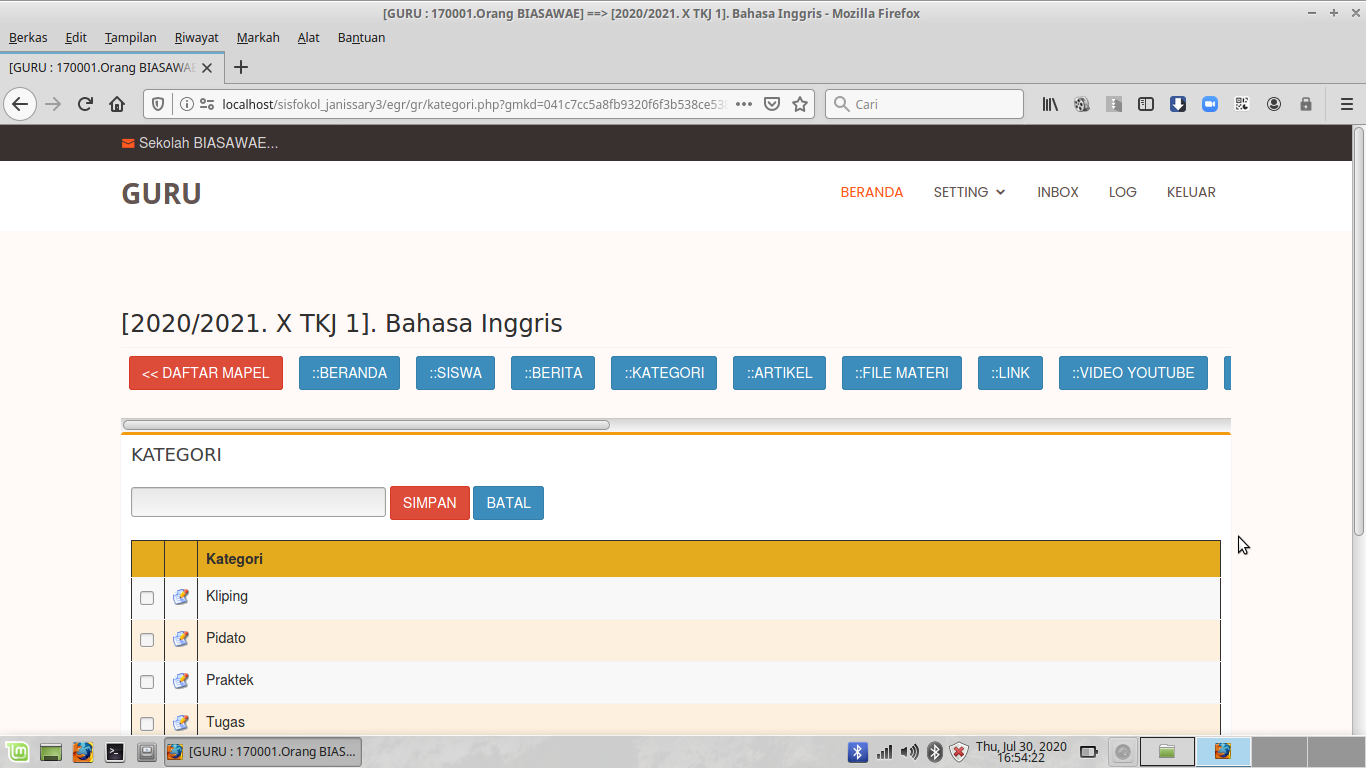 [GURU : 170001.Orang BIASAWAE] ==> [2020/2021. X TKJ 1]. Bahasa Inggris - Mozilla Firefox
Berkas Edit Tampilan Riwayat Markah Alat Bantuan
[GURU : 170001.Orang BIASAWAE
localhost/sisfokol_janissary3/egr/gr/kategori.php?gmkd=041c7cc5a8fb9320f6f3b538ce53 Cari
Sekolah BIASAWAE...
GURU
BERANDA SETTING INBOX LOG KELUAR
[2020/2021. X TKJ 1]. Bahasa Inggris
<< DAFTAR MAPEL ::BERANDA ::SISWA ::BERITA ::KATEGORI ::ARTIKEL ::FILE MATERI ::LINK ::VIDEO YOUTUBE
KATEGORI
SIMPAN BATAL
Kategori
Kliping
Pidato
Praktek
Tugas
[GURU : 170001.Orang BIAS...
Thu, Jul 30, 2020
16:54:22